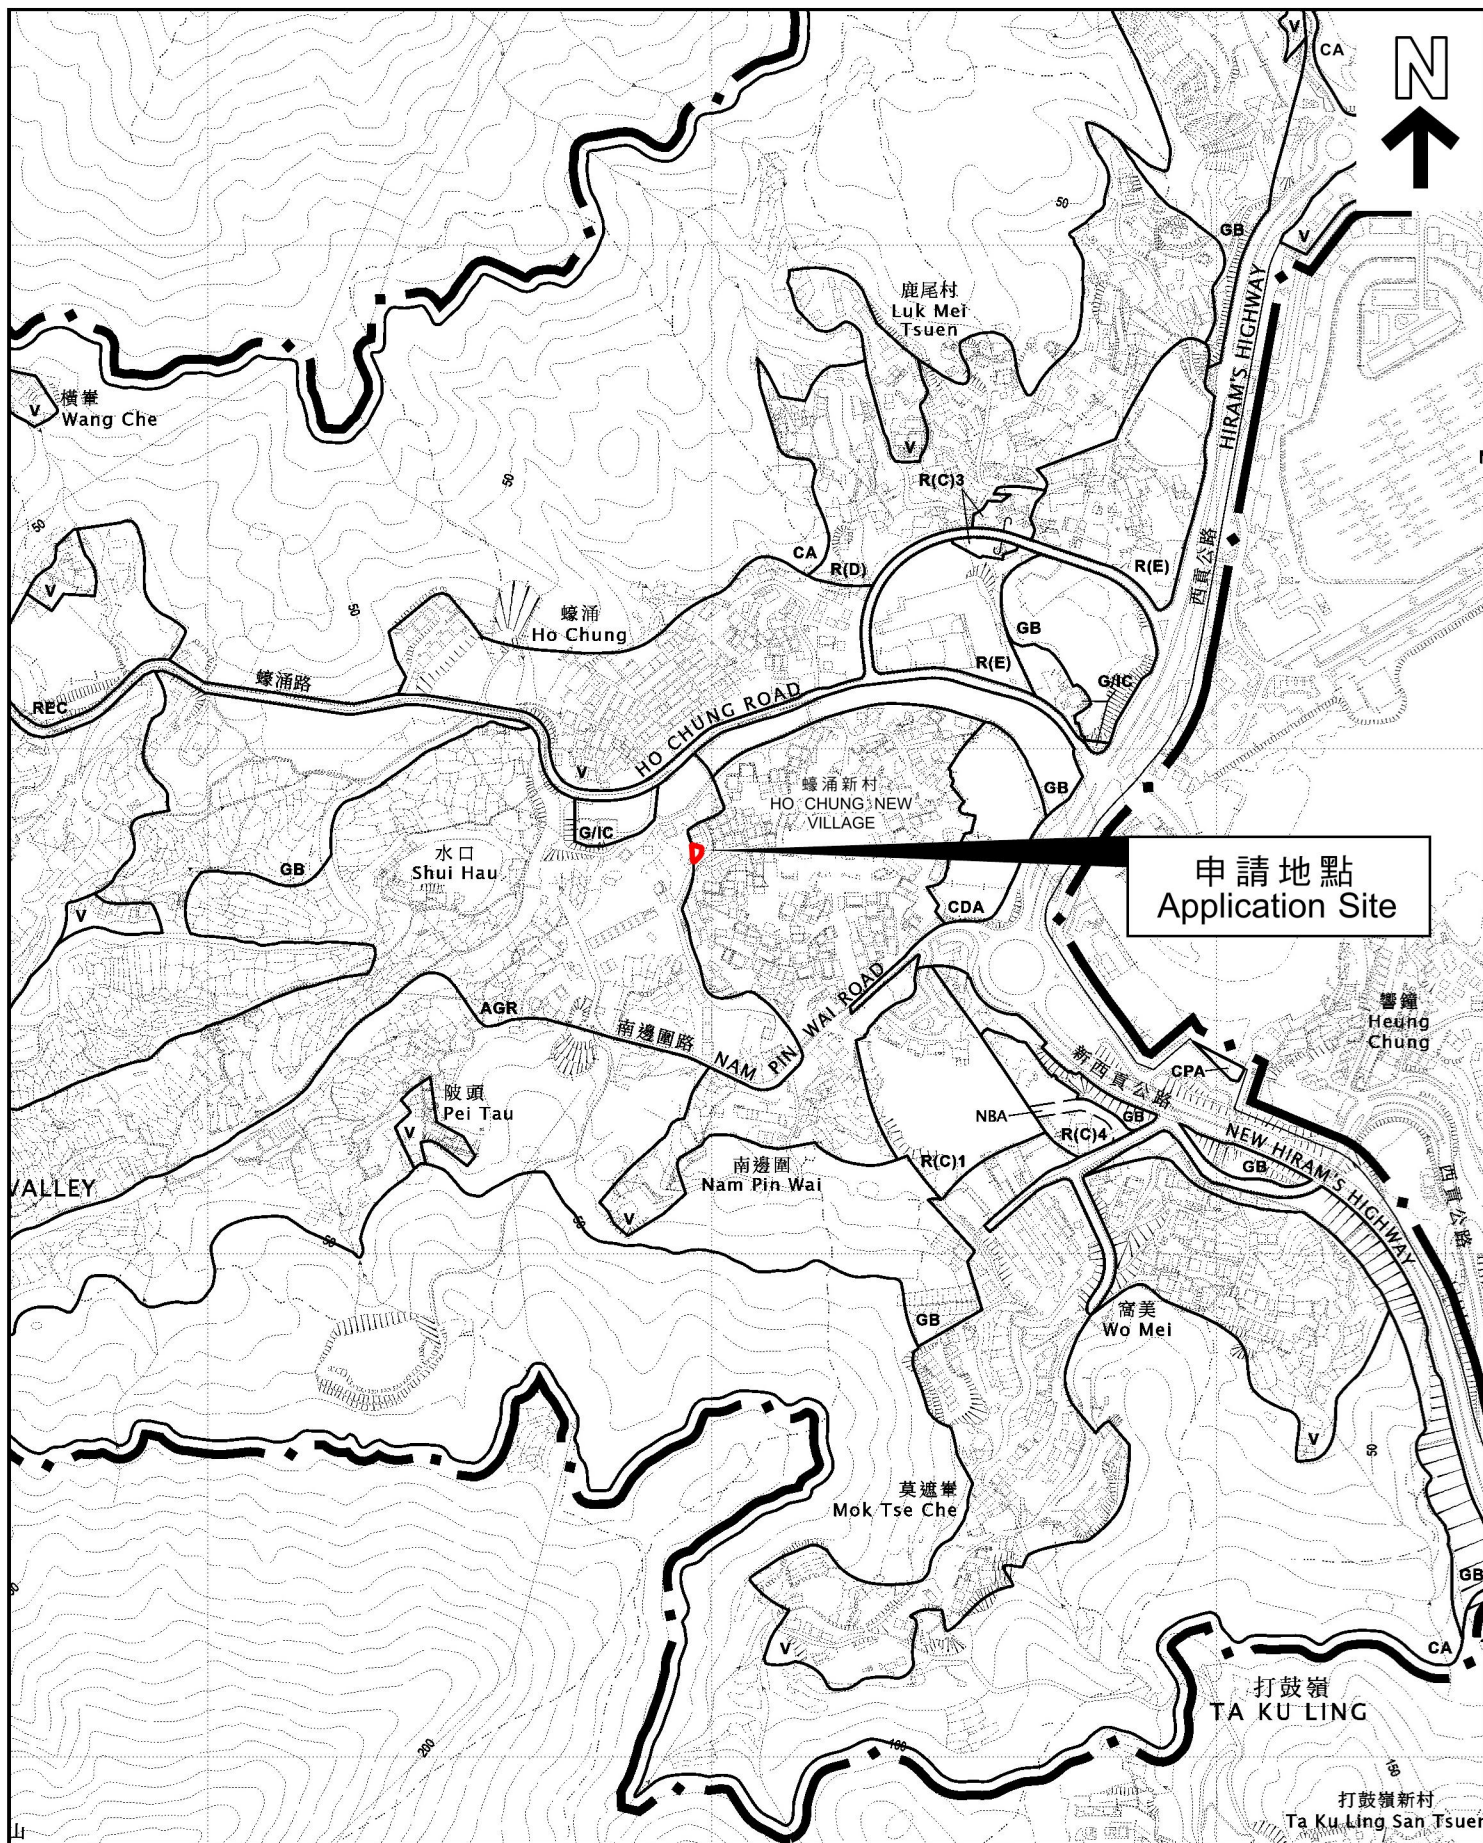 V
CA
N
50
GB
V
鹿尾村
Luk Mei
Tsuen
HIRAM'S HIGHWAY
橫輋
Wang Che
V
V
R(C)3
50
50
西貢公路
CA
R(D)
R(E)
V
50
蠔涌
Ho Chung
GB
R(E)
G/IC
蠔涌路
REC
HO CHUNG ROAD
V
蠔涌新村
HO CHUNG NEW
VILLAGE
GB
G/IC
水口
Shui Hau
GB
申請地點
Application Site
CDA
V
AGR
南邊圍路
NAM PIN WAI ROAD
響鐘
Heung
Chung
CPA
新西貢公路
陂頭
Pei Tau
V
NBA
GB
R(C)4
NEW HIRAM'S HIGHWAY
GB
R(C)1
南邊圍
Nam Pin Wai
VALLEY
西貢公路
V
50
50
GB
窩美
Wo Mei
V
50
莫遮輋
Mok Tse Che
GB
V
CA
打鼓嶺
TA KU LING
200
100
150
打鼓嶺新村
Ta Ku Ling San Tsuen
山